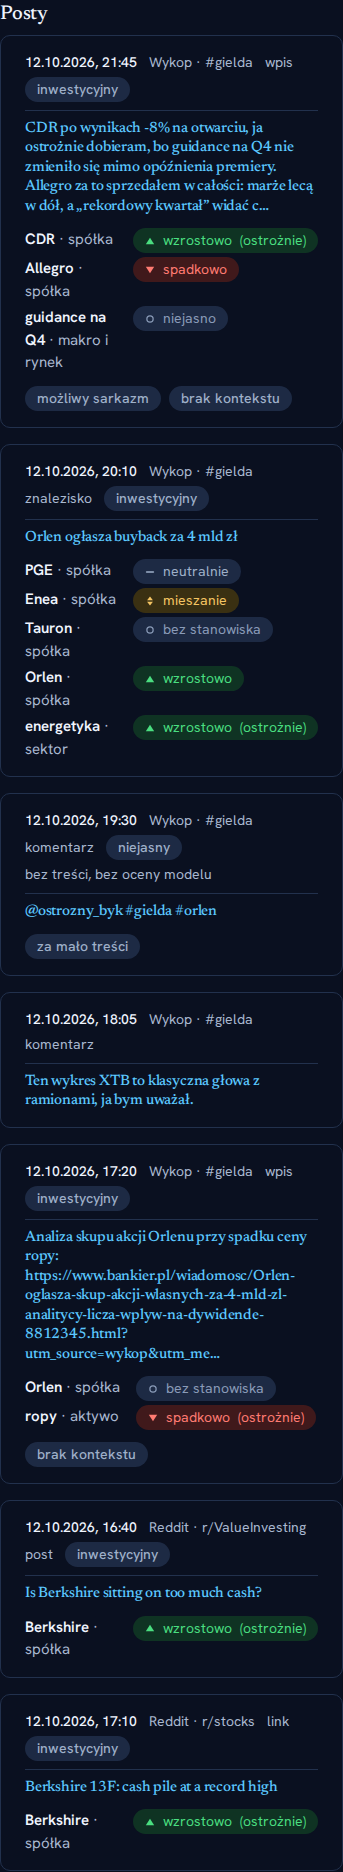 Posty
12.10.2026, 21:45 Wykop · #gielda wpis
inwestycyjny
CDR po wynikach -8% na otwarciu, ja
ostrożnie dobieram, bo guidance na Q4 nie
zmieniło się mimo opóźnienia premiery.
Allegro za to sprzedałem w całości: marże lecą
w dół, a „rekordowy kwartał” widać c...
CDR · spółka ▲ wzrostowo (ostrożnie)
Allegro · ▼ spadkowo
spółka
guidance na ○ niejasno
Q4 · makro i
rynek
możliwy sarkazm brak kontekstu
12.10.2026, 20:10 Wykop · #gielda
znalezisko inwestycyjny
Orlen ogłasza buyback za 4 mld zł
PGE · spółka – neutralnie
Enea · spółka mieszanie
Tauron · ○ bez stanowiska
spółka
Orlen · ▲ wzrostowo
spółka
energetyka · ▲ wzrostowo (ostrożnie)
sektor
12.10.2026, 19:30 Wykop · #gielda
komentarz niejasny
bez treści, bez oceny modelu
@ostrozny_byk #gielda #orlen
za mało treści
12.10.2026, 18:05 Wykop · #gielda
komentarz
Ten wykres XTB to klasyczna głowa z
ramionami, ja bym uważał.
12.10.2026, 17:20 Wykop · #gielda wpis
inwestycyjny
Analiza skupu akcji Orlenu przy spadku ceny
ropy:
https://www.bankier.pl/wiadomosc/Orlen-
oglasza-skup-akcji-wlasnych-za-4-mld-zl-
analitycy-licza-wplyw-na-dywidende-
8812345.html?
utm_source=wykop&utm_me...
Orlen · spółka ○ bez stanowiska
ropy · aktywo ▼ spadkowo (ostrożnie)
brak kontekstu
12.10.2026, 16:40 Reddit · r/ValueInvesting
post inwestycyjny
Is Berkshire sitting on too much cash?
Berkshire · ▲ wzrostowo (ostrożnie)
spółka
12.10.2026, 17:10 Reddit · r/stocks link
inwestycyjny
Berkshire 13F: cash pile at a record high
Berkshire · ▲ wzrostowo (ostrożnie)
spółka